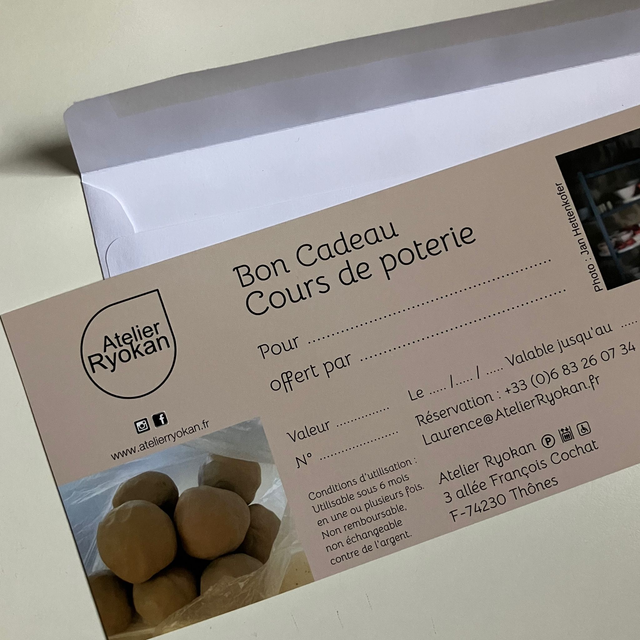 Bon Cadeau
Cours de poterie
Pour ......................................................
offert par ..............................................
Atelier
Ryokan
www.atelierryokan.fr
Valeur ..............
N° ....................
Le ...../...../..... Valable jusqu'au .....
Réservation : +33 (0)6 83 26 07 34
Laurence@AtelierRyokan.fr
Conditions d'utilisation :
Utilisable sous 6 mois
en une ou plusieurs fois.
Non remboursable,
non échangeable
contre de l'argent.
Atelier Ryokan
3 allée François Cochat
F-74230 Thônes
Photo : Jan Hettenkofer